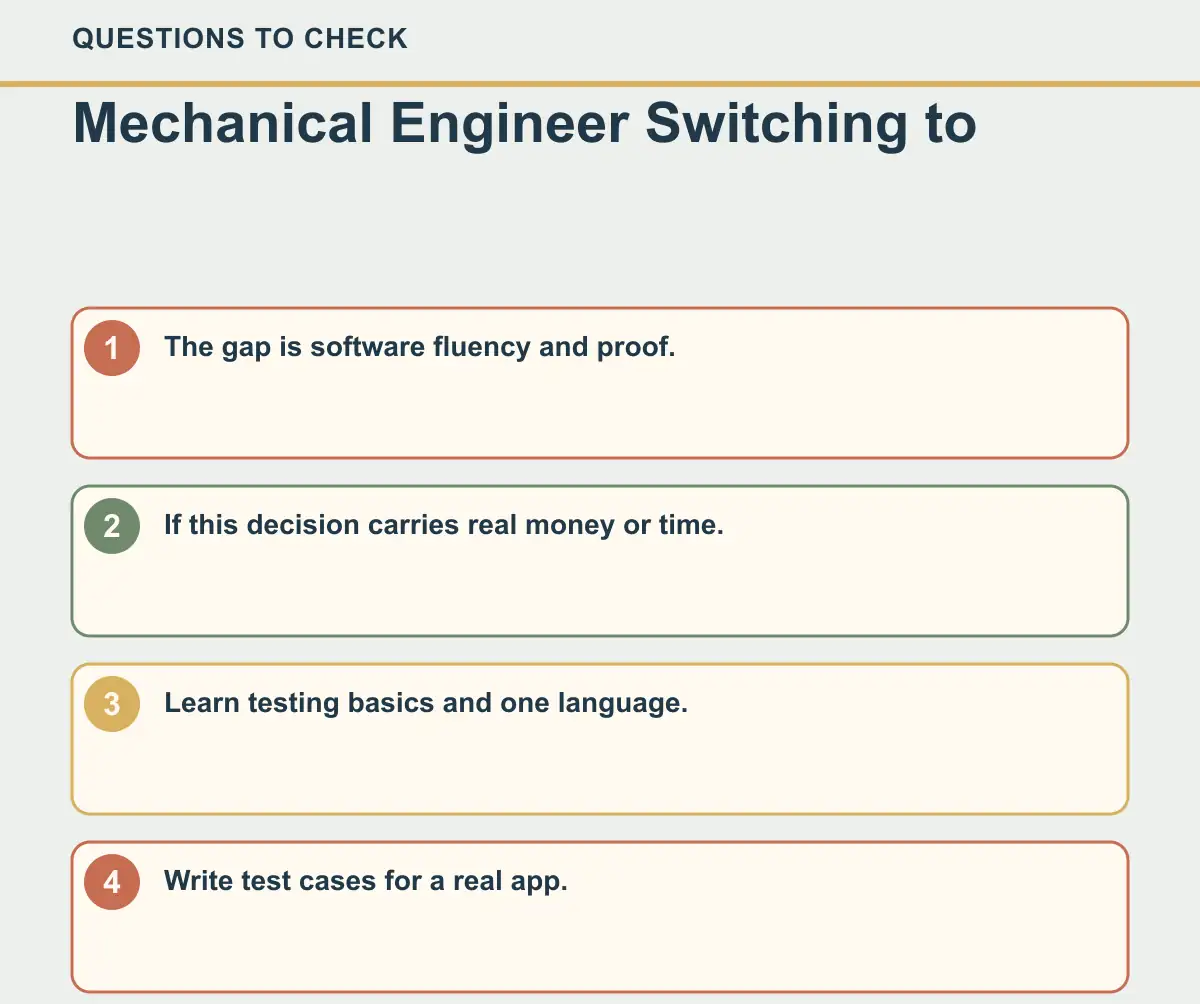 QUESTIONS TO CHECK
Mechanical Engineer Switching to
1
The gap is software fluency and proof.
2
If this decision carries real money or time.
3
Learn testing basics and one language.
4
Write test cases for a real app.